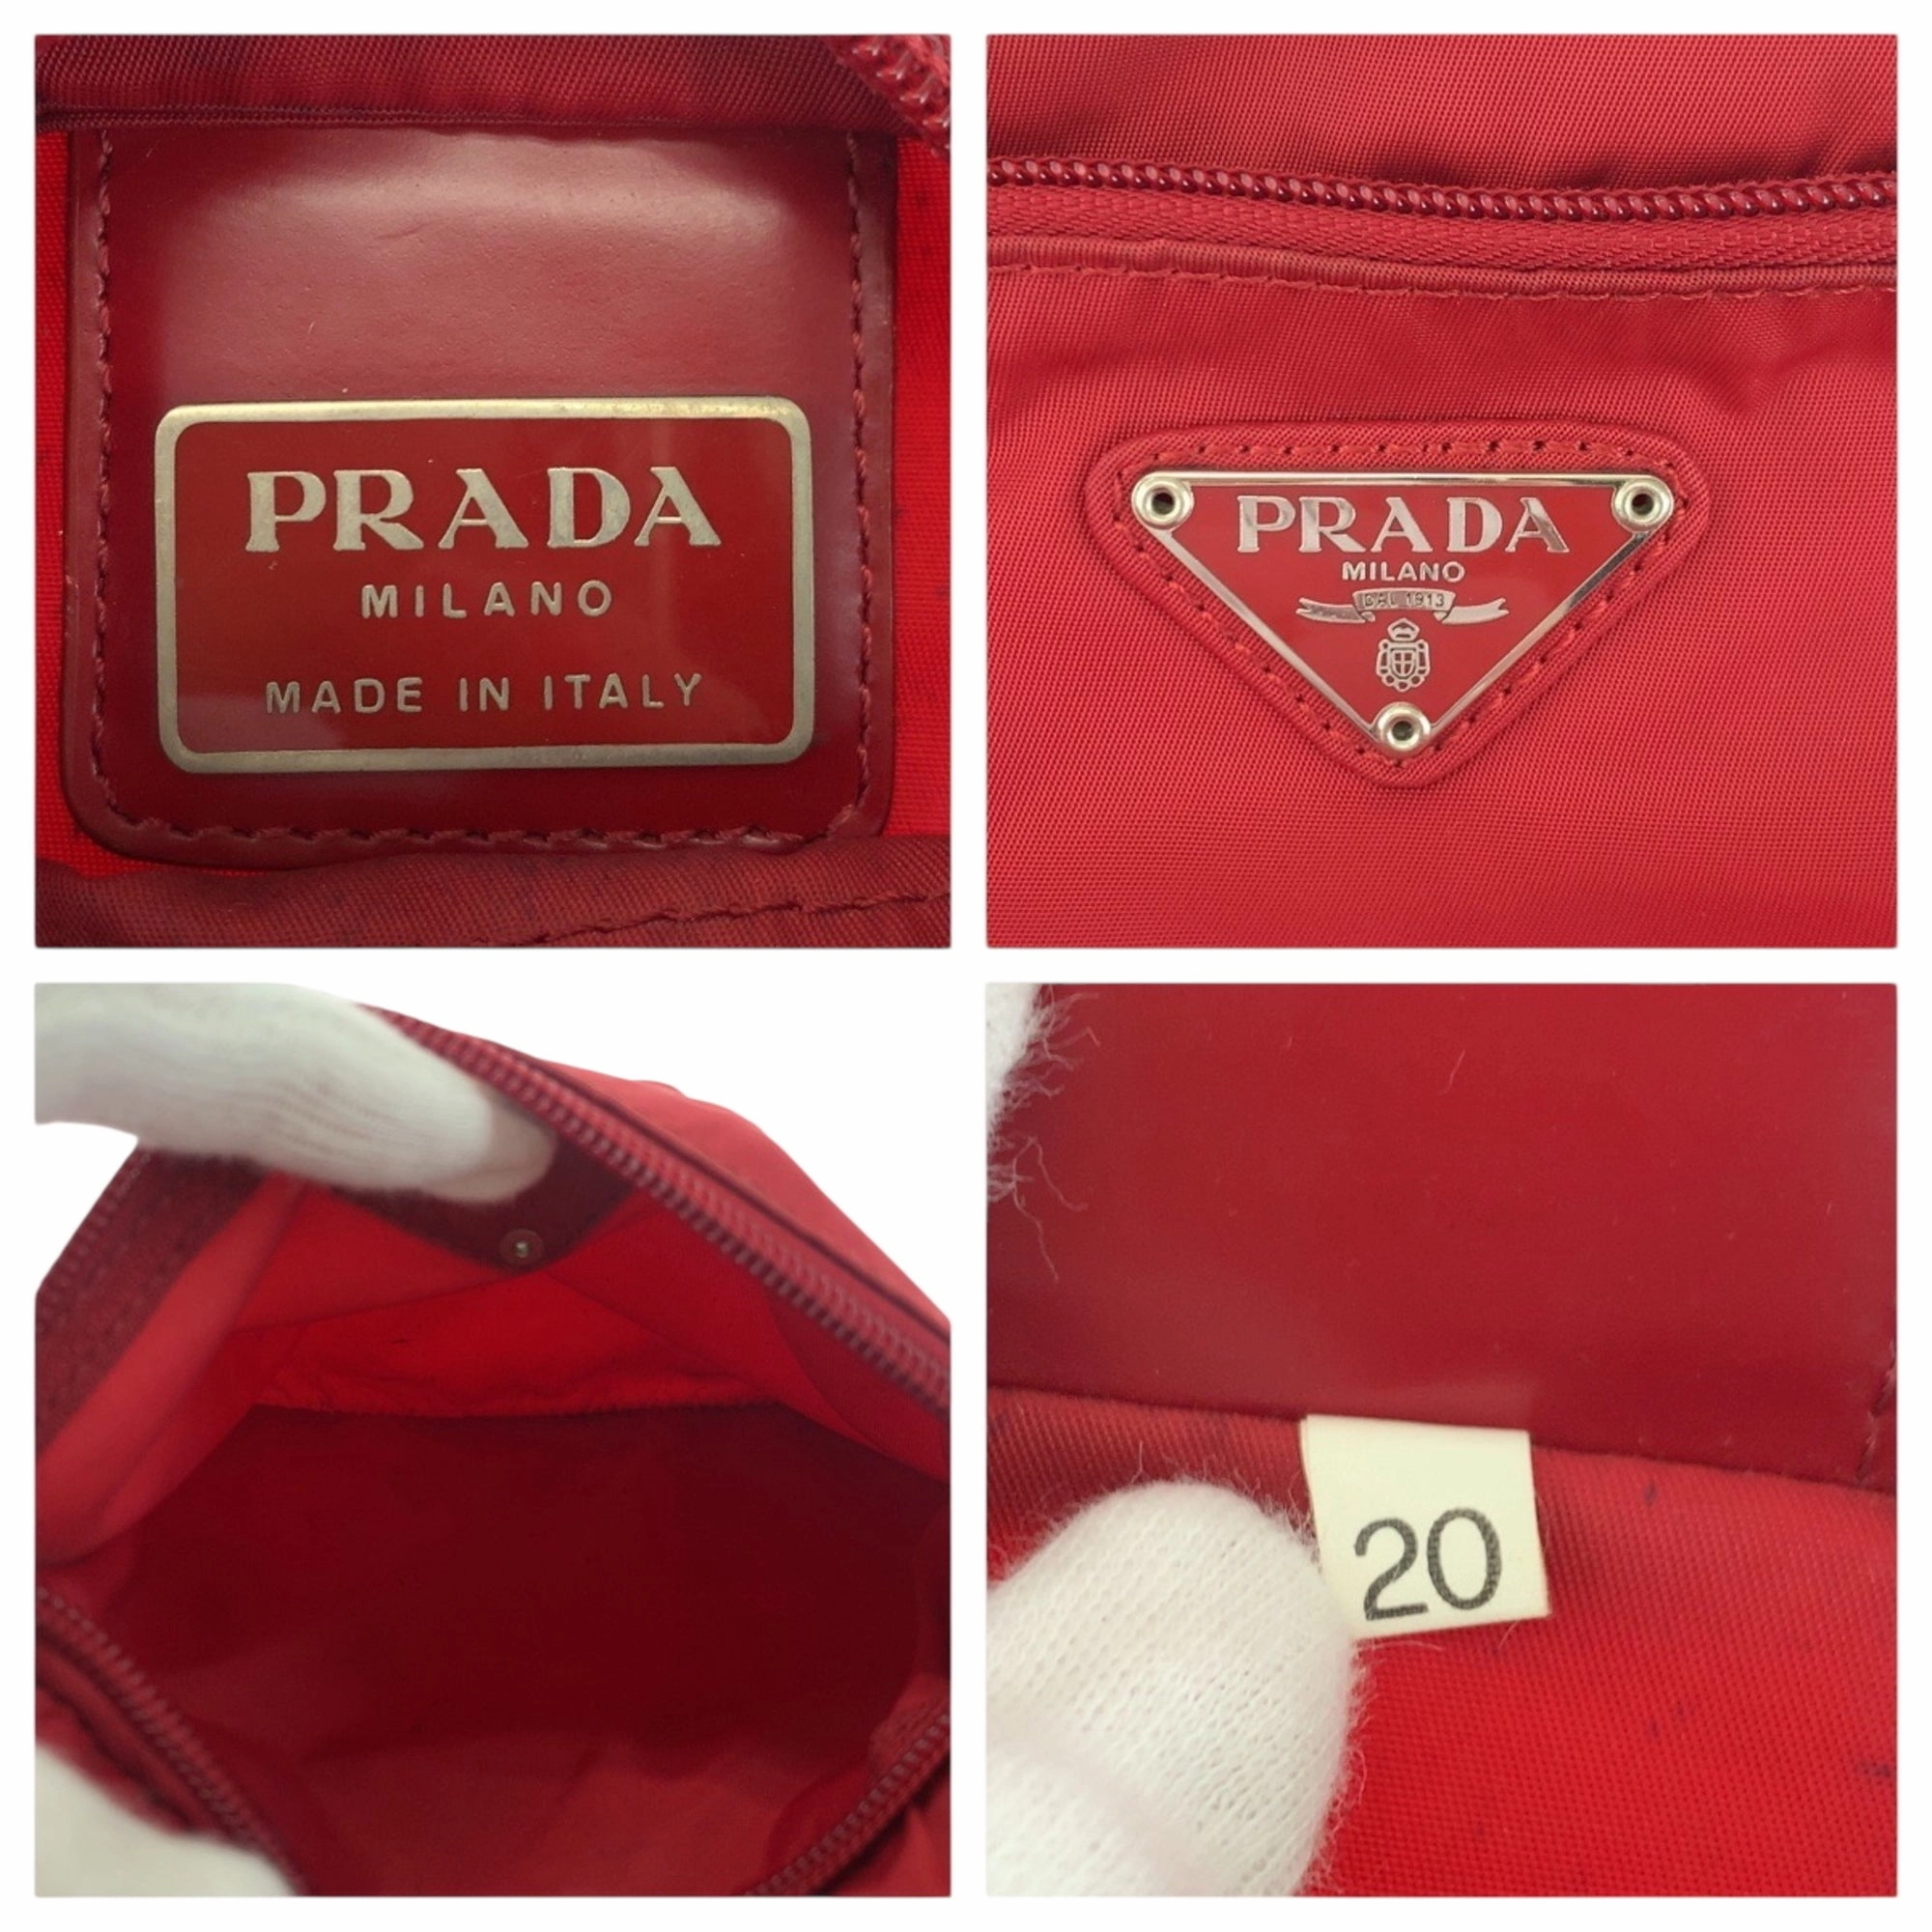 PRADA
MILANO
MADE IN ITALY
PRADA
MILANO
DAL 1913
20